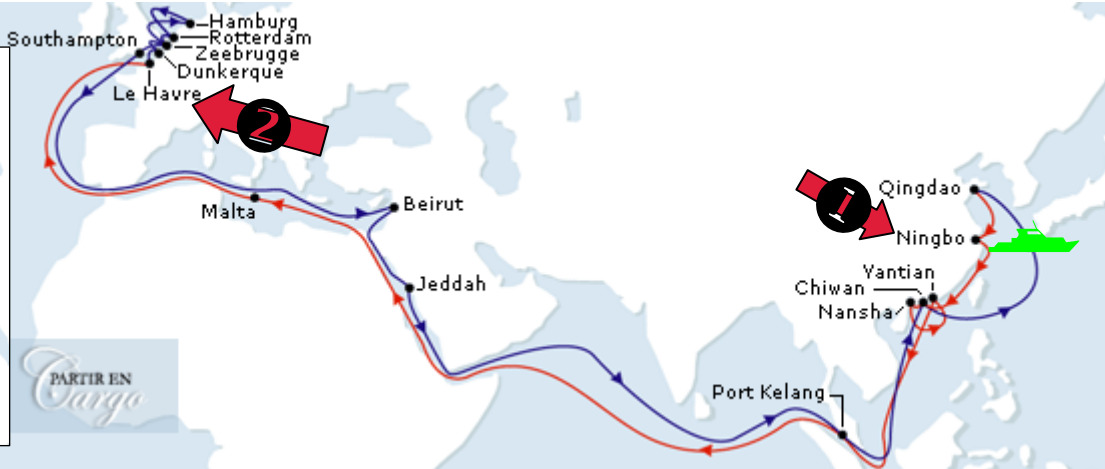 Hamburg
Southampton
Rotterdam
Zeebrugge
Dunkerque
Le Havre
2
Qingdao
1
Malta
Beirut
Ningbo
Yantian
Jeddah
Chiwan
Nansha
PARTIR EN
Cargo
Port Kelang